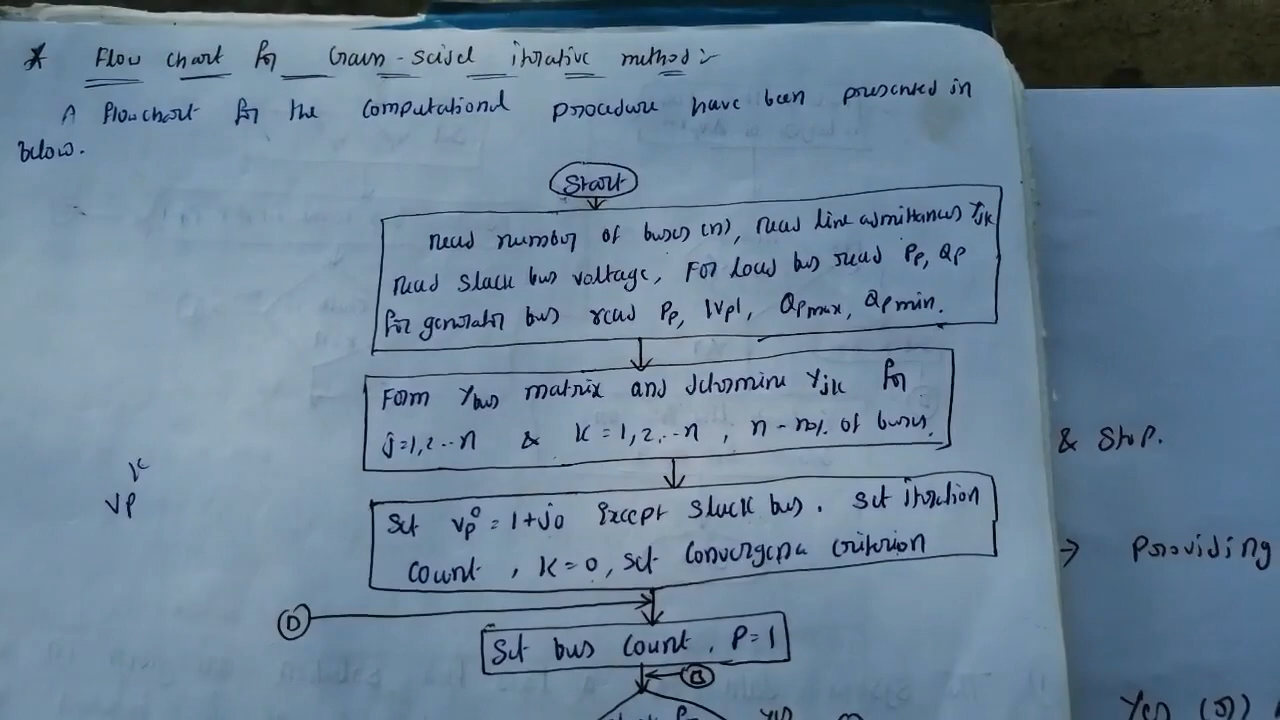 * Flow chart for Gauss-Seisel iterative method :-
A Flowchart for the Computational procedure have been presented in
below.
Start
Read number of buses (n), read line admittances Yjk
read slack bus voltage, For load bus read Pp, Qp
for generator bus read Pp, |Vp|, Qpmax, Qpmin.
Form Ybus matrix and determine Yjk for
j=1,2...n & K=1,2...n, n - no. of buses.
Set Vp⁰ = 1+j0 Except Slack bus. Set iteration
Count, K=0, set Convergence criterion
D
Set bus Count, P=1
B
Vp^K
& Stop.
→ Providing
Yes